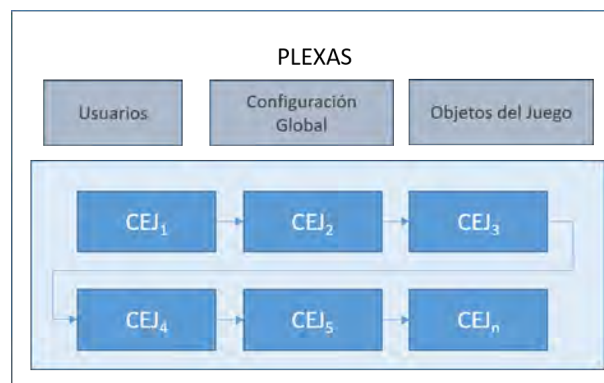 PLEXAS
Usuarios
Configuración
Global
Objetos del Juego
CEJ₁
CEJ₂
CEJ₃
CEJ₄
CEJ₅
CEJₙ